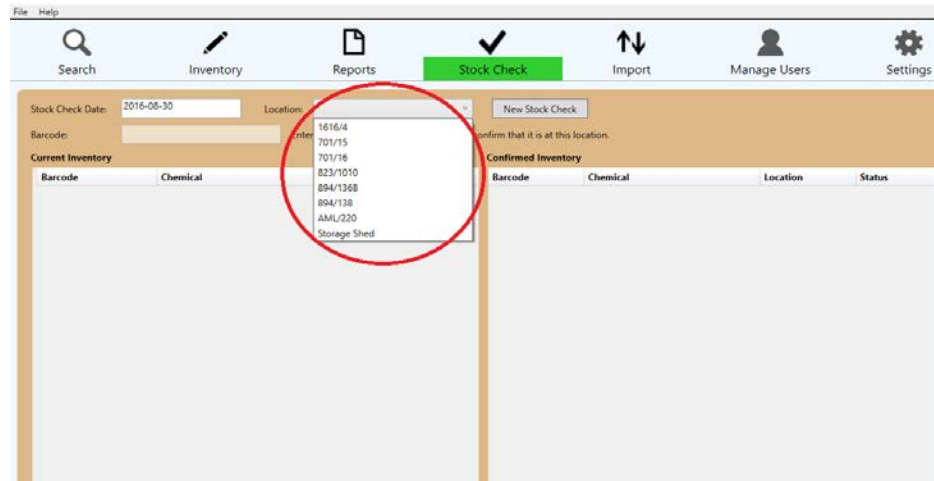 File Help
Search Inventory Reports Stock Check Import Manage Users Settings
Stock Check Date: 2016-08-30 Location: New Stock Check
Barcode: Enter onfirm that it is at this location.
1616/4
701/15
701/16
823/1010
894/136B
894/138
AML/220
Storage Shed
Current Inventory Confirmed Inventory
Barcode Chemical Barcode Chemical Location Status